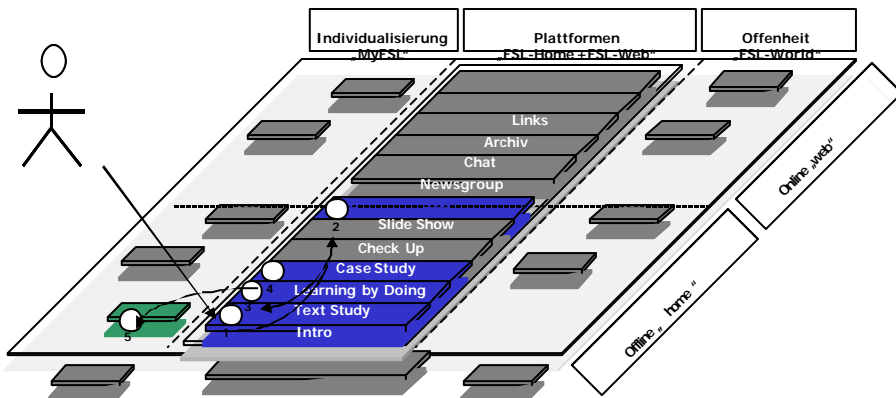 Individualisierung
„MyFSL“
Plattformen
„FSL-Home +FSL-Web“
Offenheit
„FSL-World“
Links
Archiv
Chat
Newsgroup
2
Slide Show
Check Up
Case Study
4
Learning by Doing
3
Text Study
1
Intro
5
Online „web“
Offline „ home “